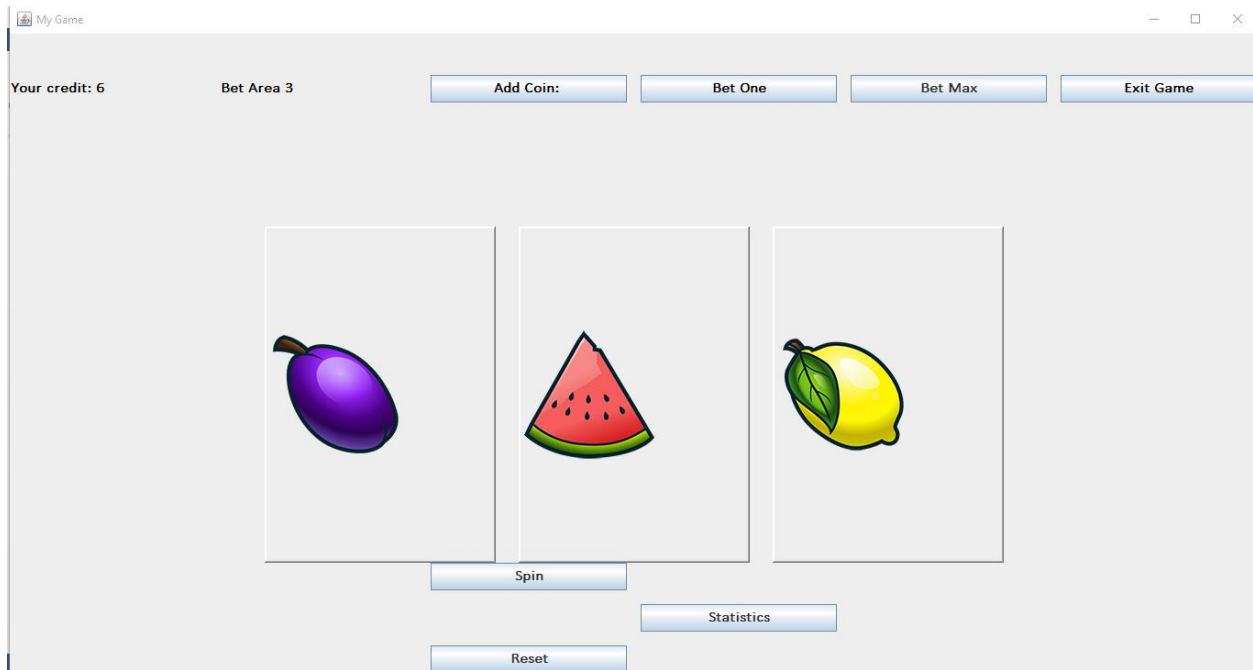 My Game
Your credit: 6 Bet Area 3 Add Coin: Bet One Bet Max Exit Game
Spin
Statistics
Reset